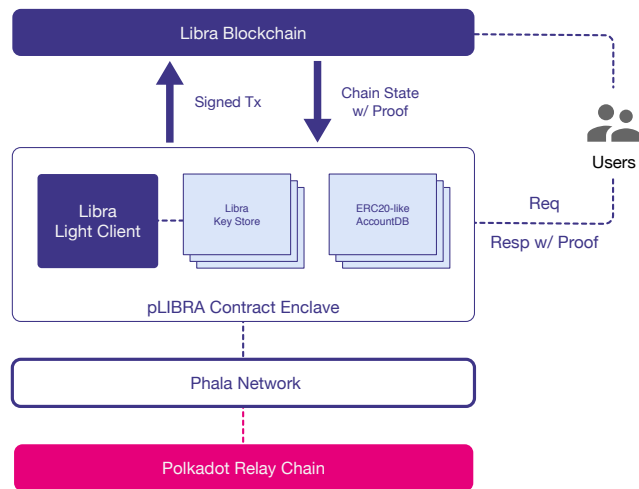 Libra Blockchain
Signed Tx
Chain State
w/ Proof
Users
Libra
Light Client
Libra
Key Store
ERC20-like
AccountDB
Req
Resp w/ Proof
pLIBRA Contract Enclave
Phala Network
Polkadot Relay Chain